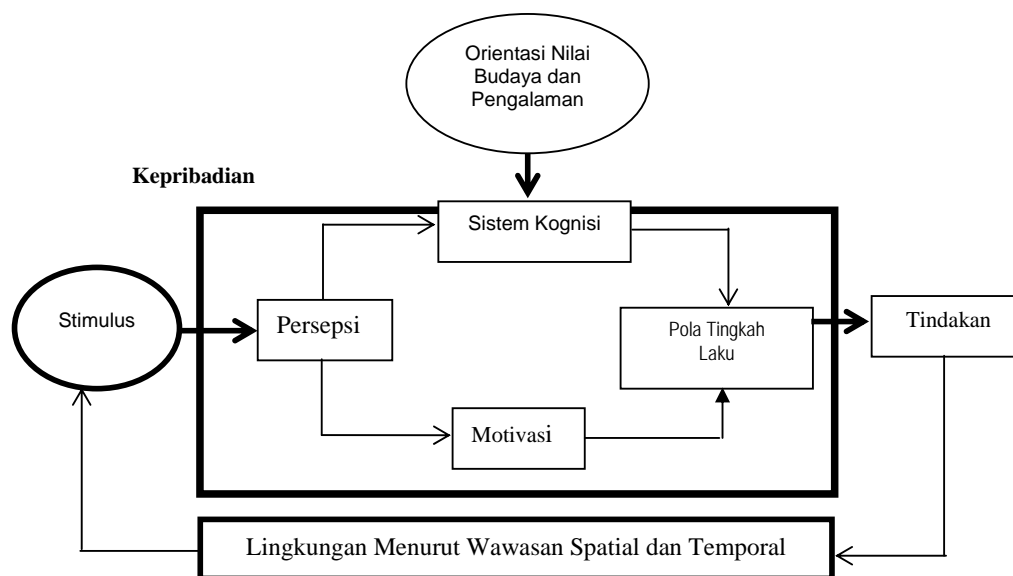 Orientasi Nilai
Budaya dan
Pengalaman
Kepribadian
Sistem Kognisi
Stimulus
Persepsi
Pola Tingkah
Laku
Tindakan
Motivasi
Lingkungan Menurut Wawasan Spatial dan Temporal